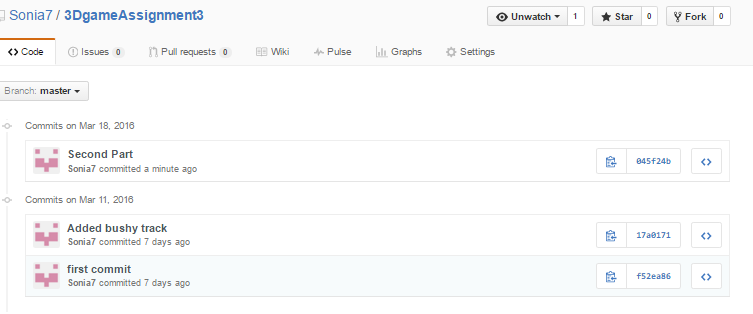 Sonia7 / 3DgameAssignment3
Unwatch 1 Star 0 Fork 0
Code Issues 0 Pull requests 0 Wiki Pulse Graphs Settings
Branch: master
Commits on Mar 18, 2016
Second Part
Sonia7 committed a minute ago
045f24b
Commits on Mar 11, 2016
Added bushy track
Sonia7 committed 7 days ago
17a0171
first commit
Sonia7 committed 7 days ago
f52ea86